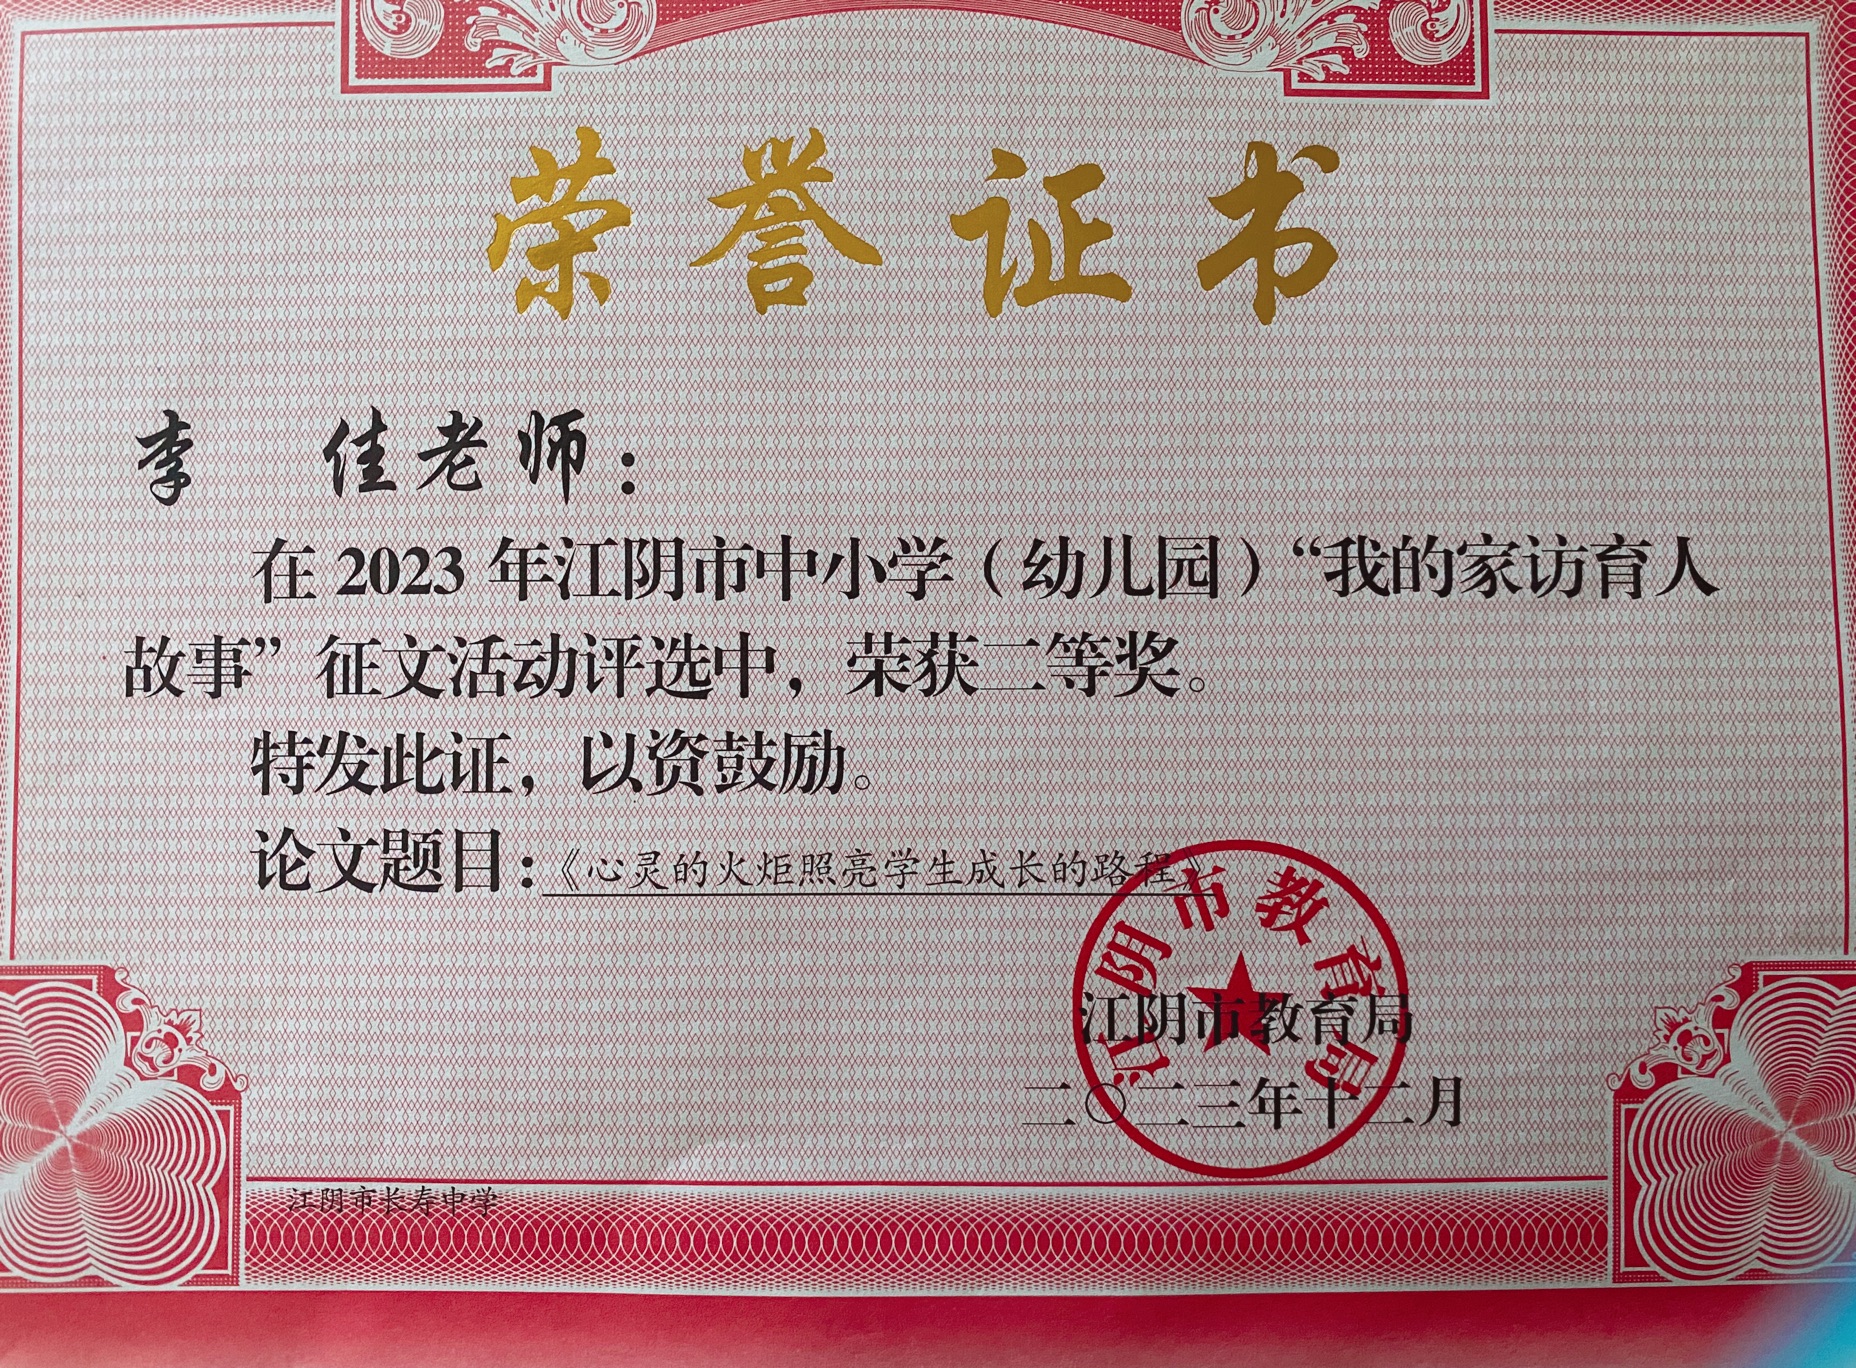 荣誉证书
李 佳老师：
在 2023 年江阴市中小学（幼儿园）“我的家访育人
故事”征文活动评选中，荣获二等奖。
特发此证，以资鼓励。
论文题目：《心灵的火炬照亮学生成长的路程》
江阴市教育局
江阴市教育局
二〇二三年十二月
江阴市长寿中学